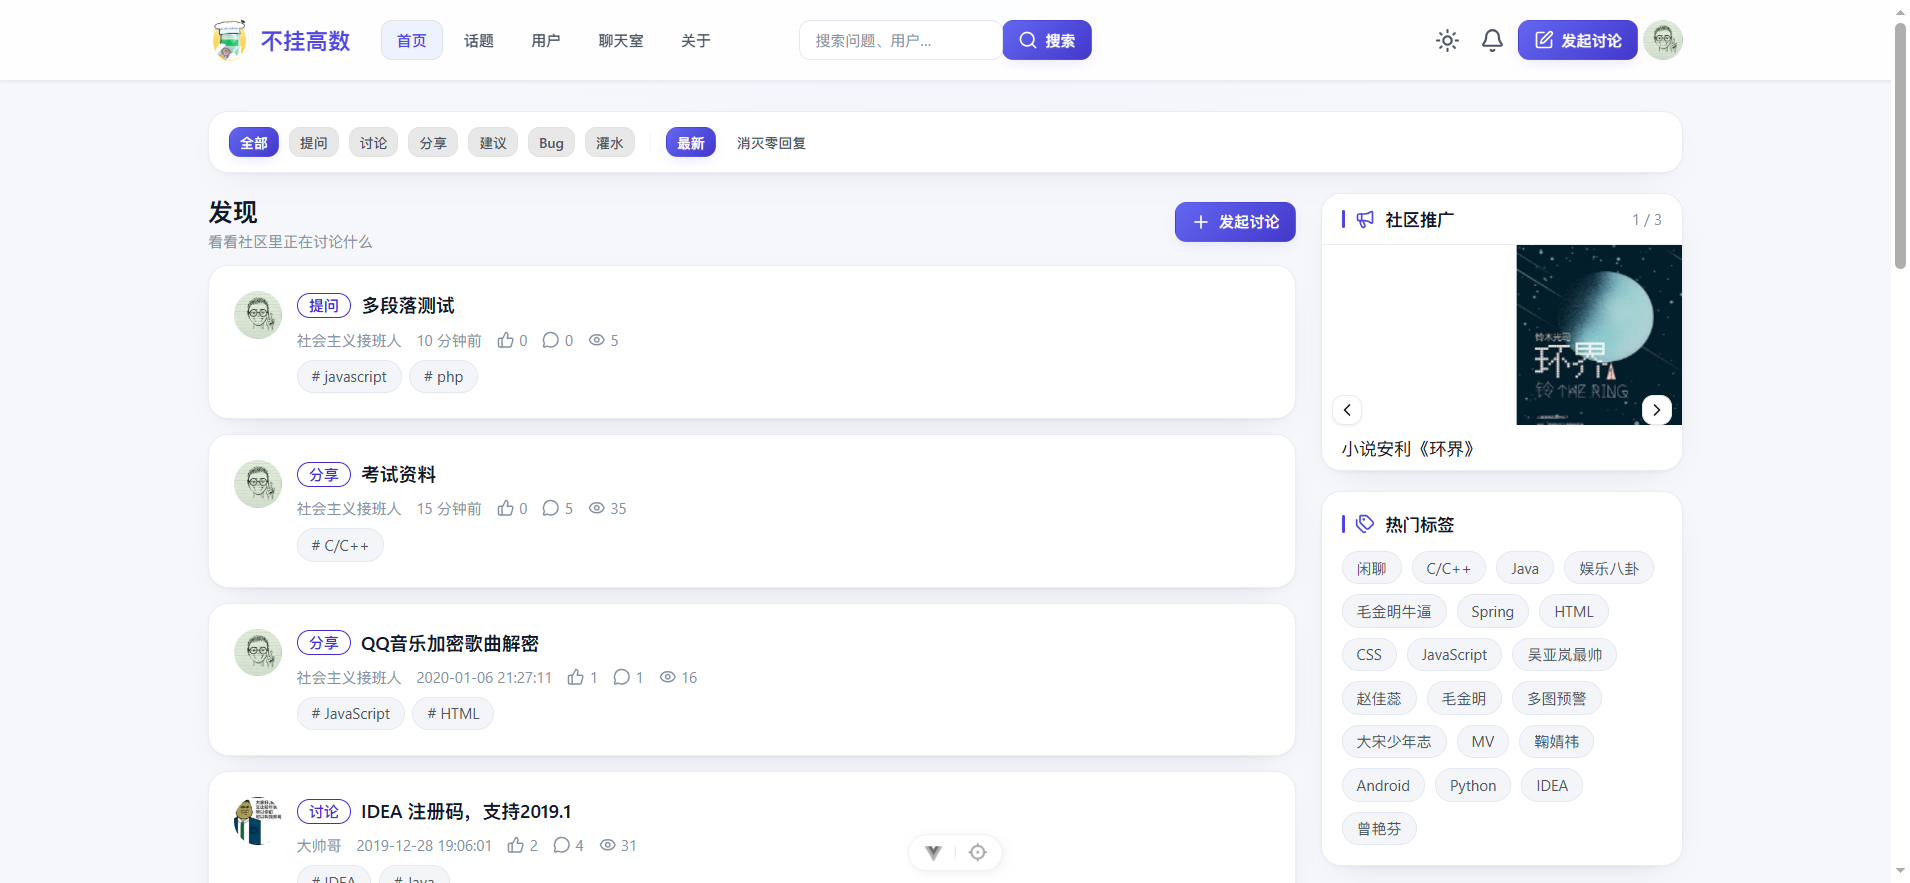 不挂高数
首页 话题 用户 聊天室 关于
搜索问题、用户...
搜索
发起讨论
全部 提问 讨论 分享 建议 Bug 灌水 最新 消灭零回复
发现
看看社区里正在讨论什么
发起讨论
提问 多段落测试
社会主义接班人 10 分钟前 0 0 5
# javascript # php
分享 考试资料
社会主义接班人 15 分钟前 0 5 35
# C/C++
分享 QQ音乐加密歌曲解密
社会主义接班人 2020-01-06 21:27:11 1 1 16
# JavaScript # HTML
讨论 IDEA 注册码，支持2019.1
大帅哥 2019-12-28 19:06:01 2 4 31
# IDEA # Java
社区推广 1 / 3
铃木光司
环界
铃 THE RING
小说安利《环界》
热门标签
闲聊 C/C++ Java 娱乐八卦
毛金明牛逼 Spring HTML
CSS JavaScript 吴亚岚最帅
赵佳蕊 毛金明 多图预警
大宋少年志 MV 鞠婧祎
Android Python IDEA
曾艳芬